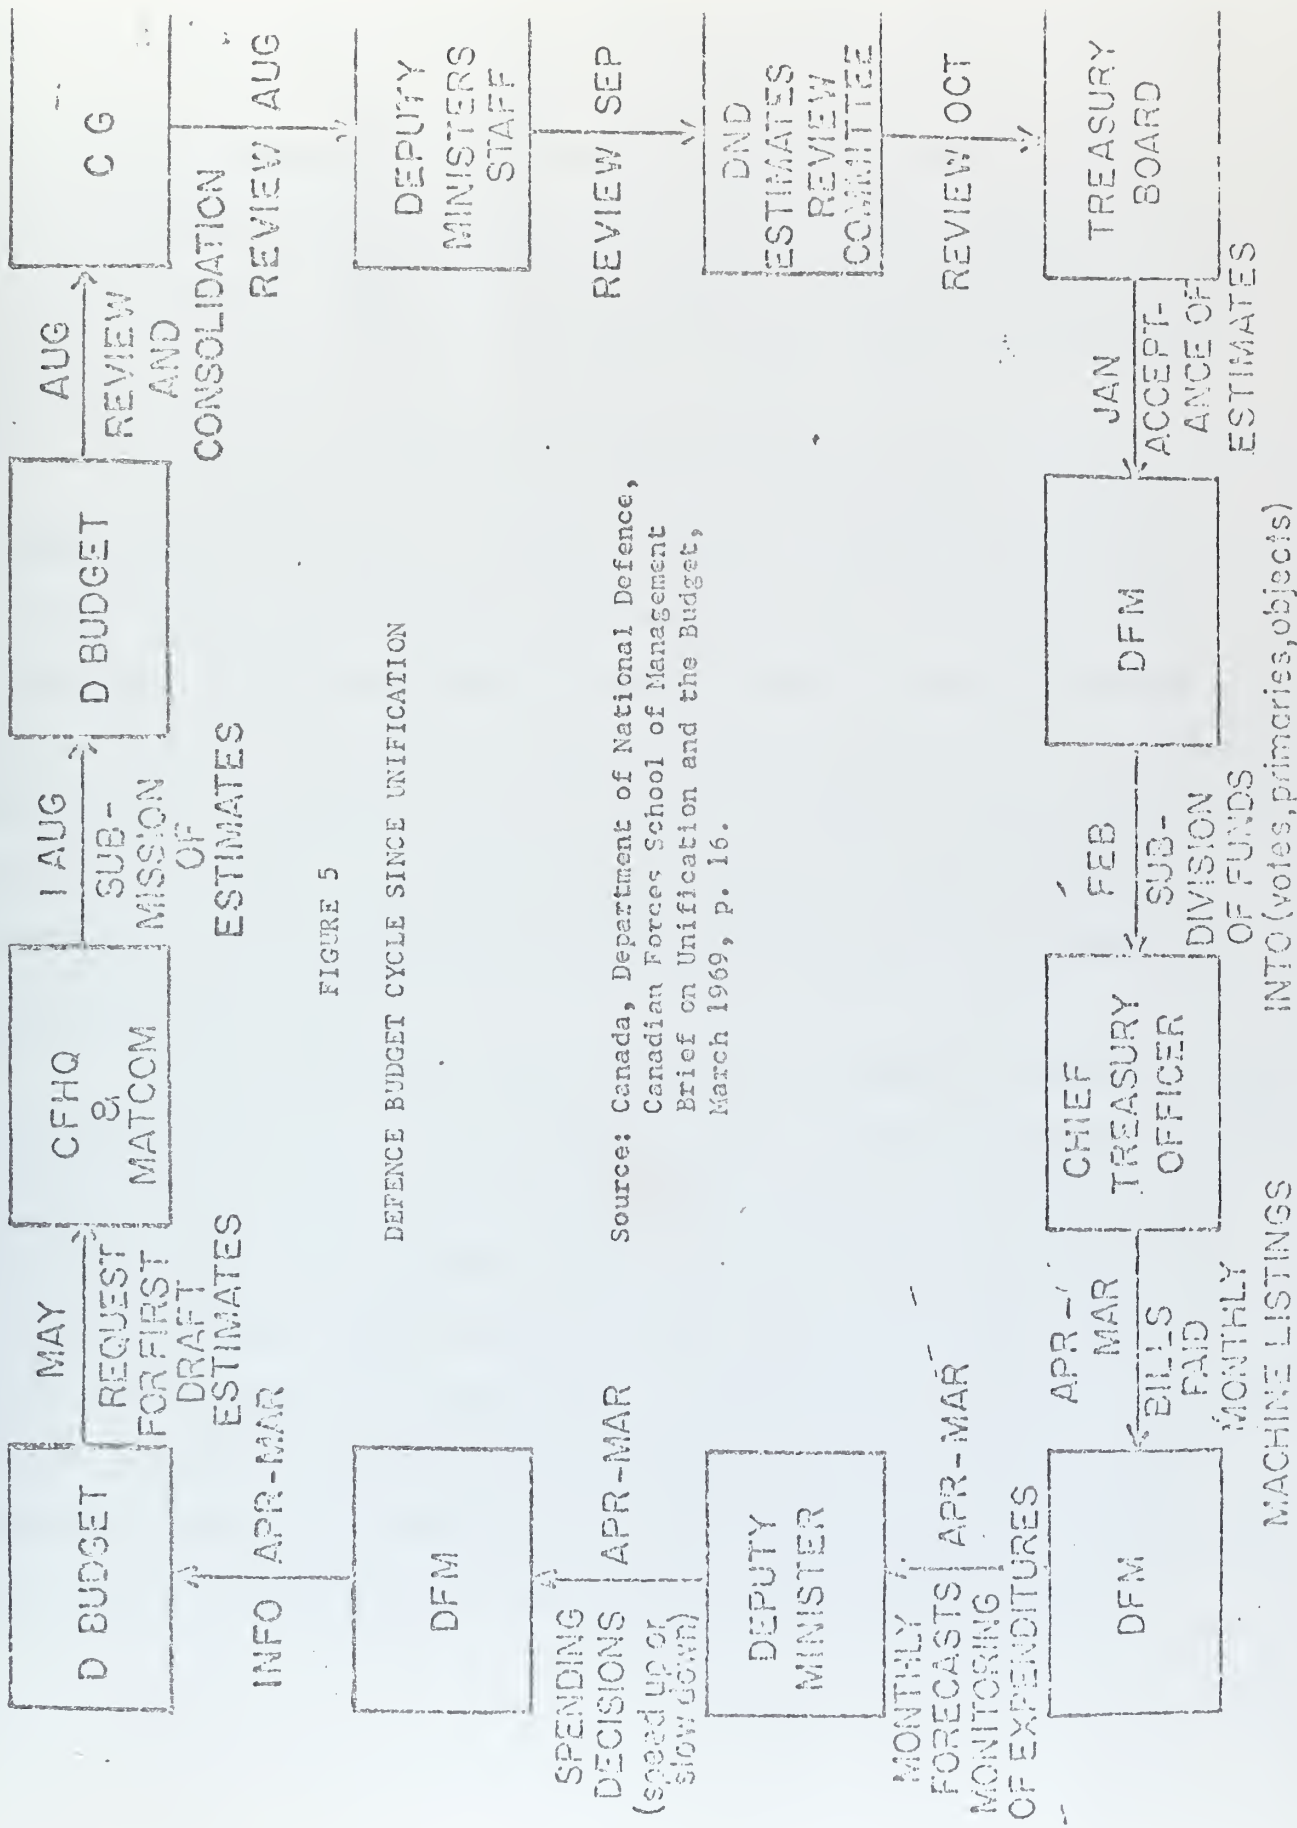 D BUDGET
MAY
REQUEST
FOR FIRST
DRAFT
ESTIMATES
CFHQ
&
MATCOM
1 AUG
SUB-
MISSION
OF
ESTIMATES
D BUDGET
AUG
REVIEW
AND
CONSOLIDATION
C G
REVIEW AUG
DEPUTY
MINISTERS
STAFF
REVIEW SEP
DND
ESTIMATES
REVIEW
COMMITTEE
REVIEW OCT
TREASURY
BOARD
JAN
ACCEPT-
ANCE OF
ESTIMATES
DFM
FEB
SUB-
DIVISION
OF FUNDS
INTO (votes,primaries,objects)
CHIEF
TREASURY
OFFICER
APR -
MAR
BILLS
PAID
MONTHLY
MACHINE LISTINGS
DFM
MONTHLY
FORECASTS
MONITORING
OF EXPENDITURES
APR-MAR
DEPUTY
MINISTER
SPENDING
DECISIONS
(speed up or
slow down)
APR-MAR
DFM
INFO APR-MAR
FIGURE 5
DEFENCE BUDGET CYCLE SINCE UNIFICATION
Source: Canada, Department of National Defence,
Canadian Forces School of Management
Brief on Unification and the Budget,
March 1969, p. 16.